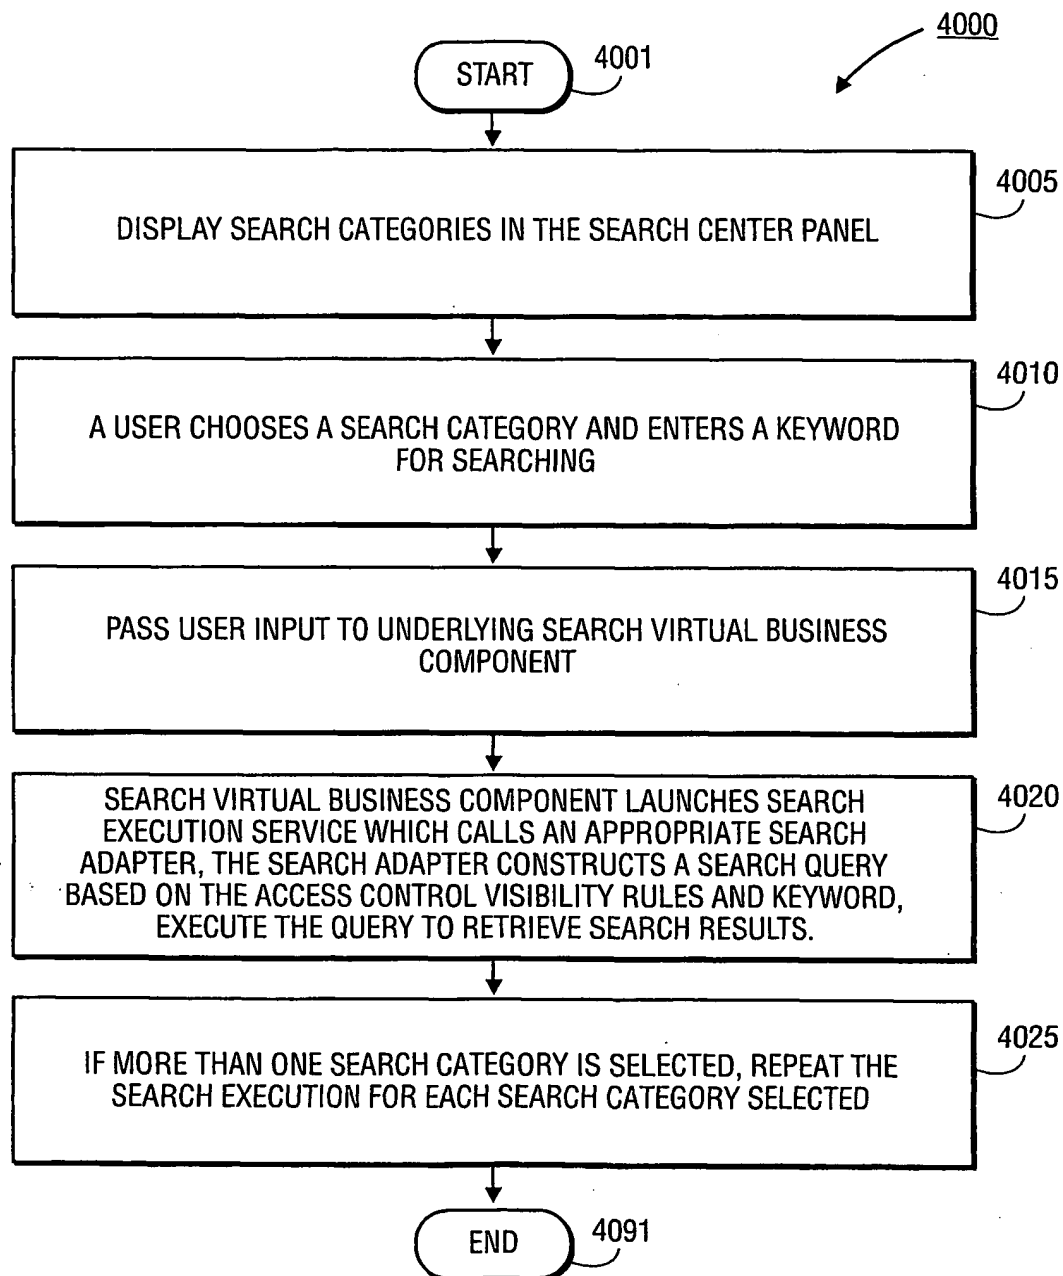 4000
START
4001
DISPLAY SEARCH CATEGORIES IN THE SEARCH CENTER PANEL
4005
A USER CHOOSES A SEARCH CATEGORY AND ENTERS A KEYWORD
FOR SEARCHING
4010
PASS USER INPUT TO UNDERLYING SEARCH VIRTUAL BUSINESS
COMPONENT
4015
SEARCH VIRTUAL BUSINESS COMPONENT LAUNCHES SEARCH
EXECUTION SERVICE WHICH CALLS AN APPROPRIATE SEARCH
ADAPTER, THE SEARCH ADAPTER CONSTRUCTS A SEARCH QUERY
BASED ON THE ACCESS CONTROL VISIBILITY RULES AND KEYWORD,
EXECUTE THE QUERY TO RETRIEVE SEARCH RESULTS.
4020
IF MORE THAN ONE SEARCH CATEGORY IS SELECTED, REPEAT THE
SEARCH EXECUTION FOR EACH SEARCH CATEGORY SELECTED
4025
END
4091